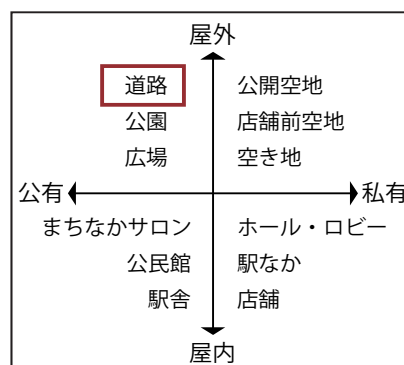 屋外
道路
公開空地
公園
店舗前空地
広場
空き地
公有
私有
まちなかサロン
ホール・ロビー
公民館
駅なか
駅舎
店舗
屋内